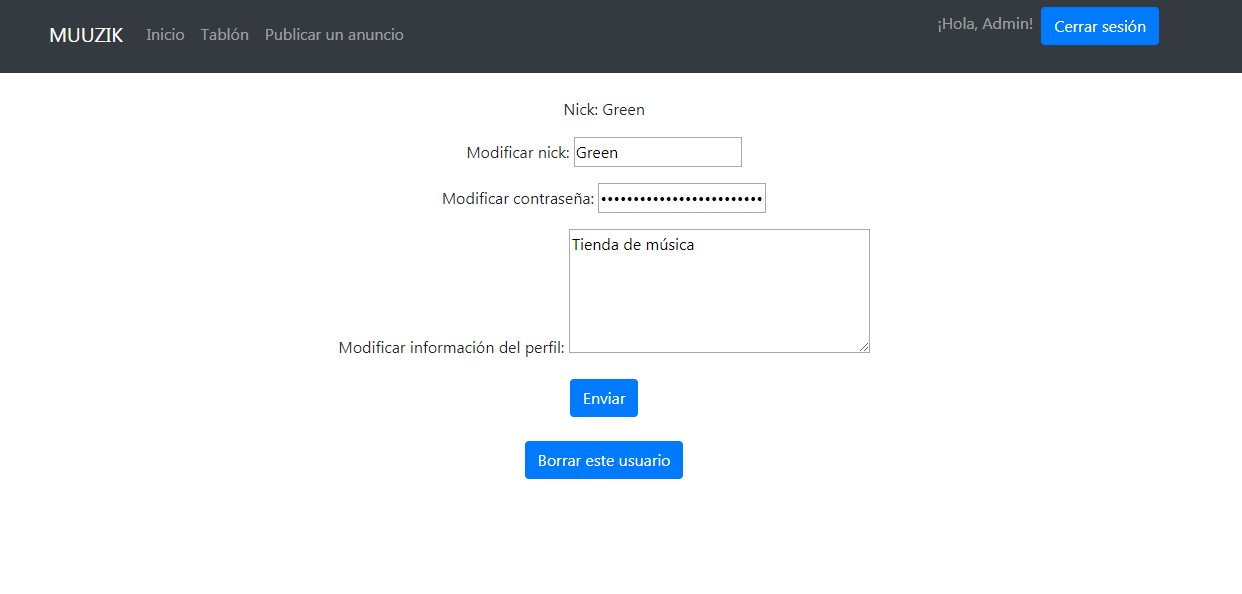 MUUZIK Inicio Tablón Publicar un anuncio ¡Hola, Admin! Cerrar sesión
Nick: Green
Modificar nick: Green
Modificar contraseña: ••••••••••••••••••••••••••
Tienda de música
Modificar información del perfil:
Enviar
Borrar este usuario